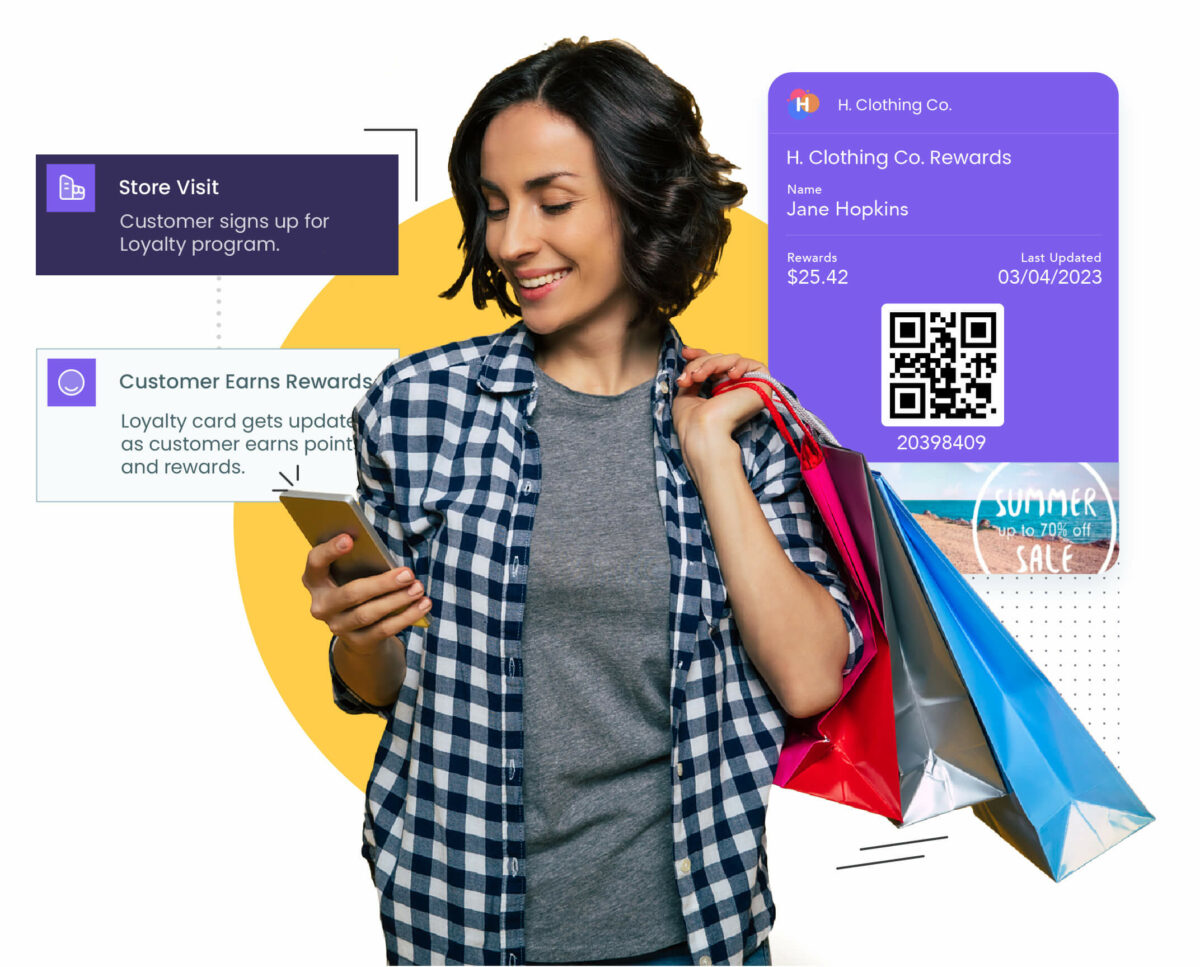 Store Visit
Customer signs up for
Loyalty program.
Customer Earns Rewards
Loyalty card gets update
as customer earns point
and rewards.
H
H. Clothing Co.
H. Clothing Co. Rewards
Name
Jane Hopkins
Rewards
Last Updated
$25.42
03/04/2023
20398409
SUMMER
up to 70% off
SALE